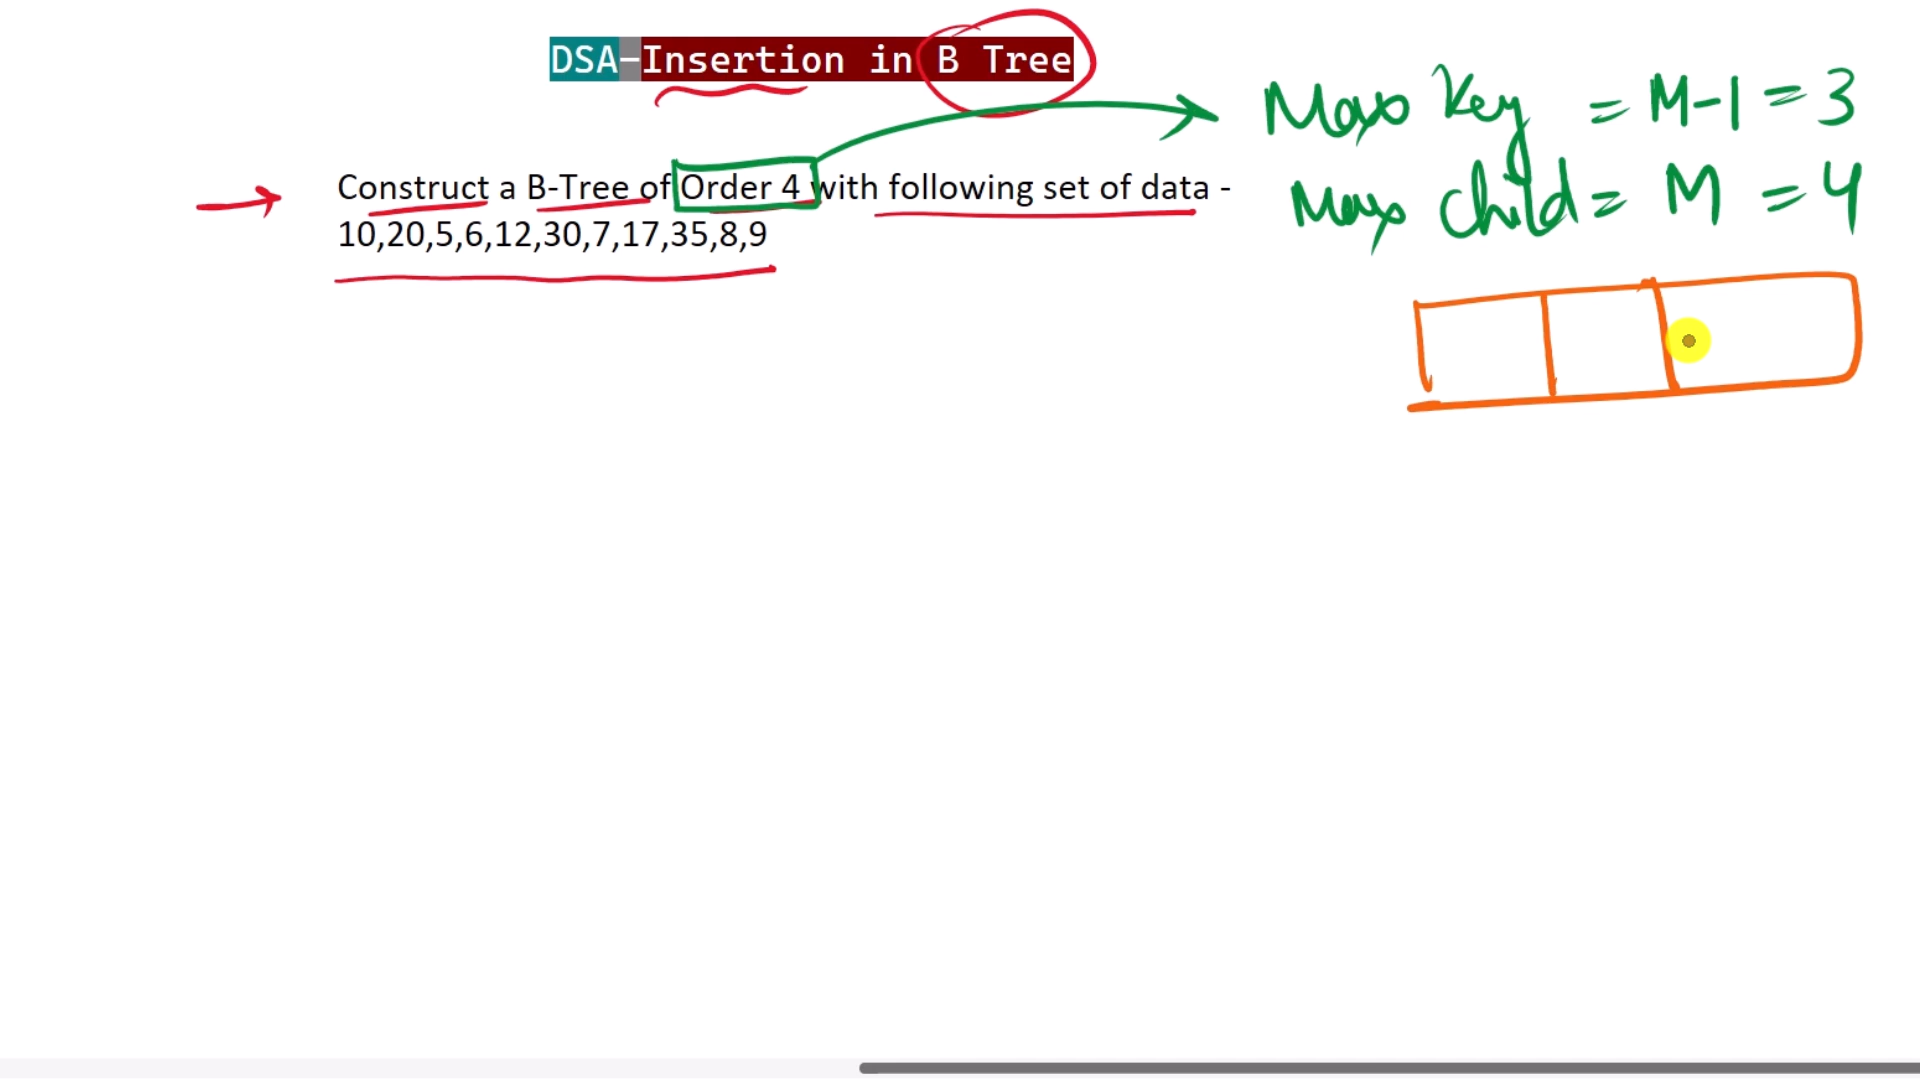 DSA-Insertion in B Tree
Max Key = M-1 = 3
Construct a B-Tree of Order 4 with following set of data -
Max child = M = 4
10,20,5,6,12,30,7,17,35,8,9